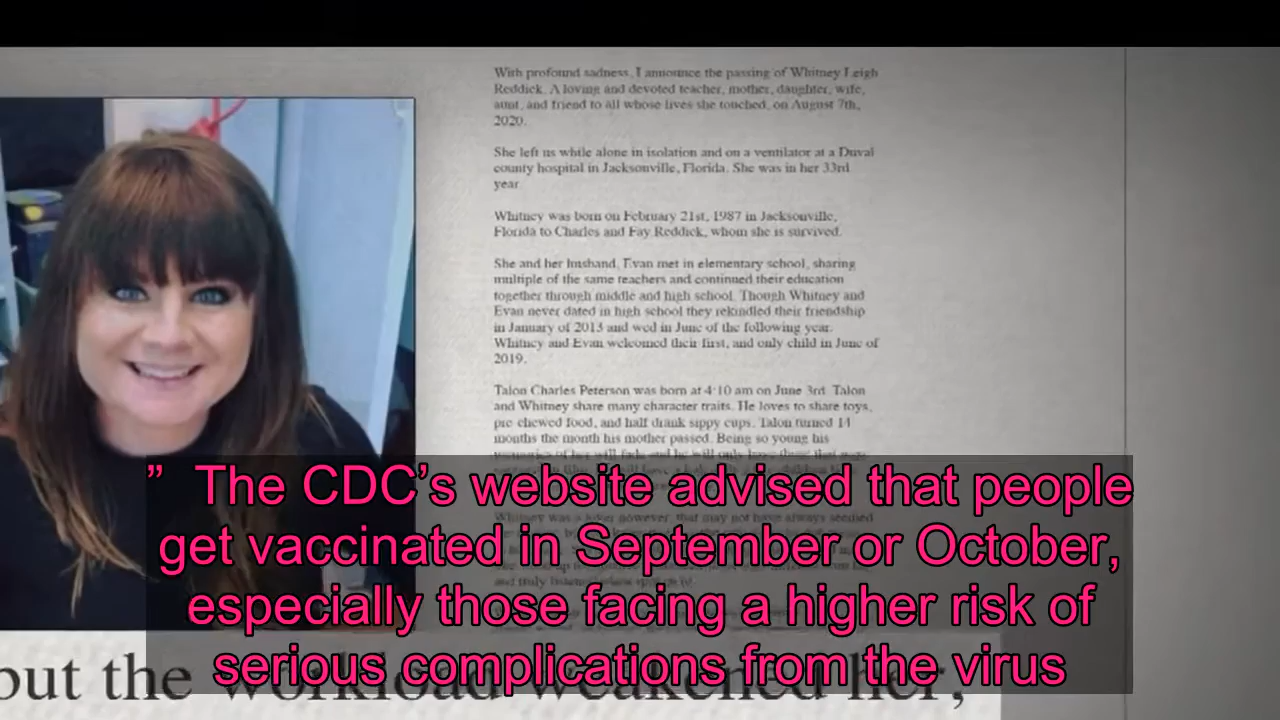 With profound sadness, I announce the passing of Whitney Leigh
Reddick. A loving and devoted teacher, mother, daughter, wife,
aunt, and friend to all whose lives she touched, on August 7th,
2020.
She left us while alone in isolation and on a ventilator at a Duval
county hospital in Jacksonville, Florida. She was in her 33rd
year.
Whitney was born on February 21st, 1987 in Jacksonville,
Florida to Charles and Fay Reddick, whom she is survived.
She and her husband, Evan met in elementary school, sharing
multiple of the same teachers and continued their education
together through middle and high school. Though Whitney and
Evan never dated in high school they rekindled their friendship
in January of 2013 and wed in June of the following year.
Whitney and Evan welcomed their first, and only child in June of
2019.
Talon Charles Peterson was born at 4:10 am on June 3rd. Talon
and Whitney share many character traits. He loves to share toys,
pre chewed food, and half drank sippy cups. Talon turned 14
months the month his mother passed. Being so young his
” The CDC’s website advised that people
get vaccinated in September or October,
especially those facing a higher risk of
serious complications from the virus
but the workload weakened her,